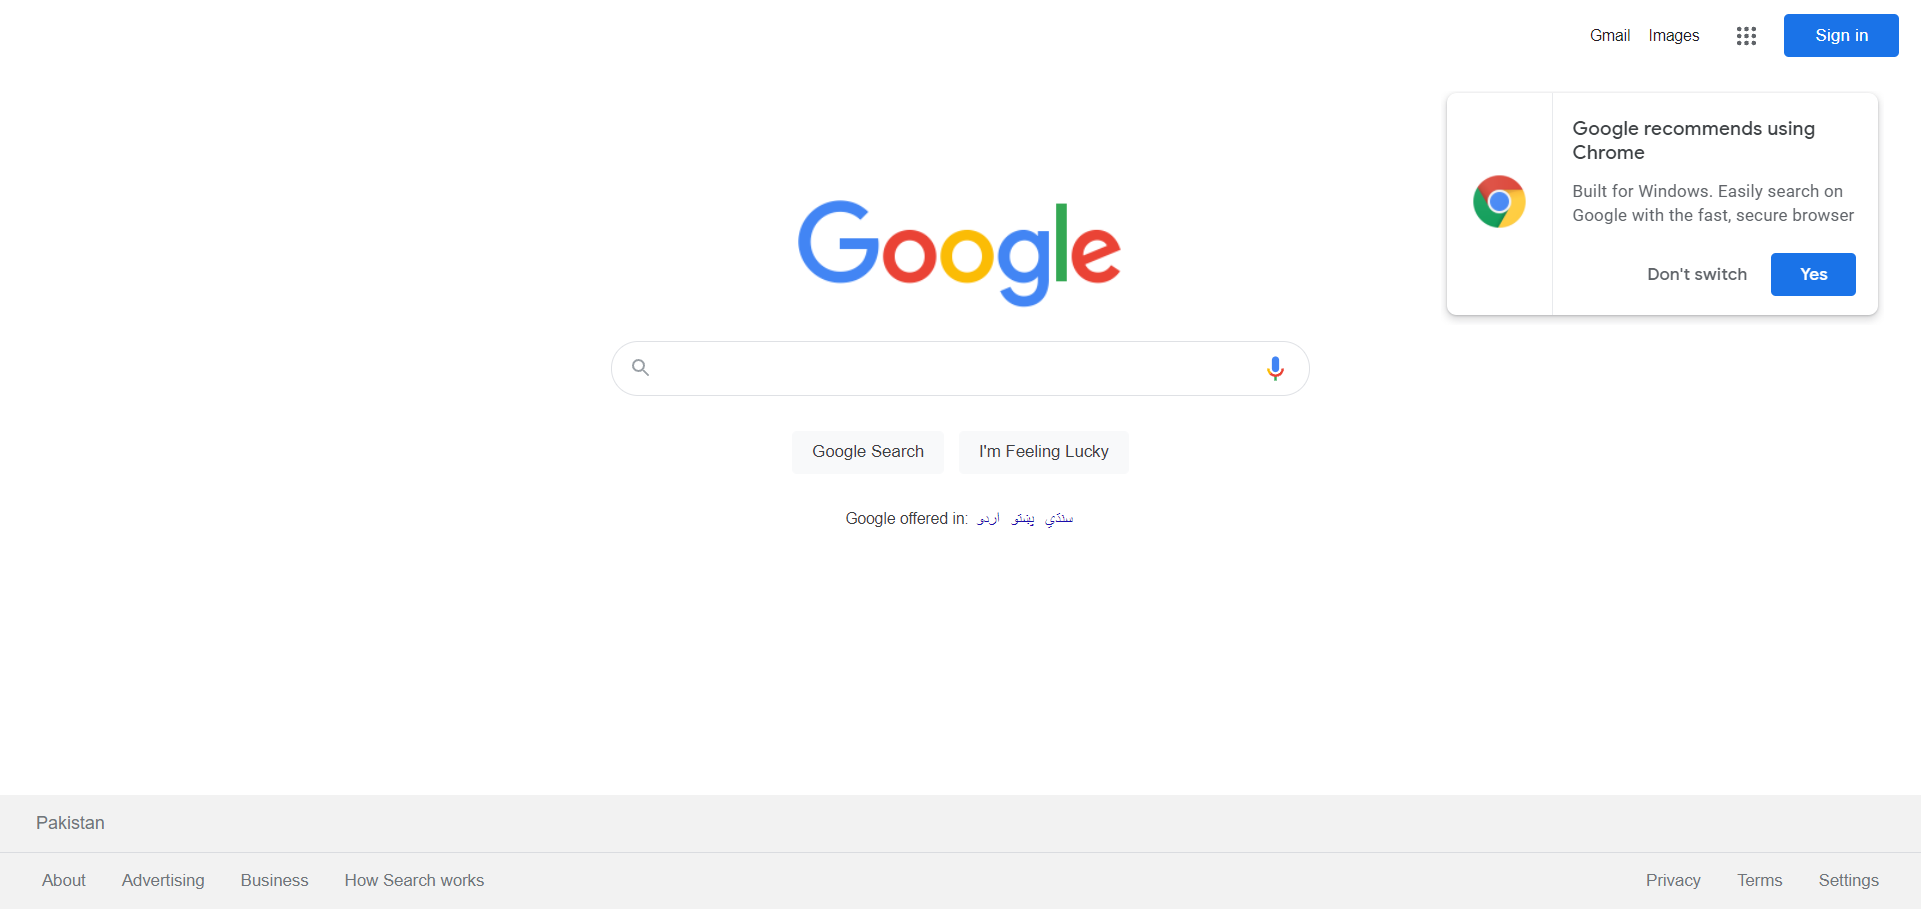 Gmail Images Sign in
Google recommends using
Chrome
Built for Windows. Easily search on
Google with the fast, secure browser
Don't switch Yes
Google
Google Search I'm Feeling Lucky
Google offered in: اردو پښتو سنڌي
Pakistan
About Advertising Business How Search works Privacy Terms Settings